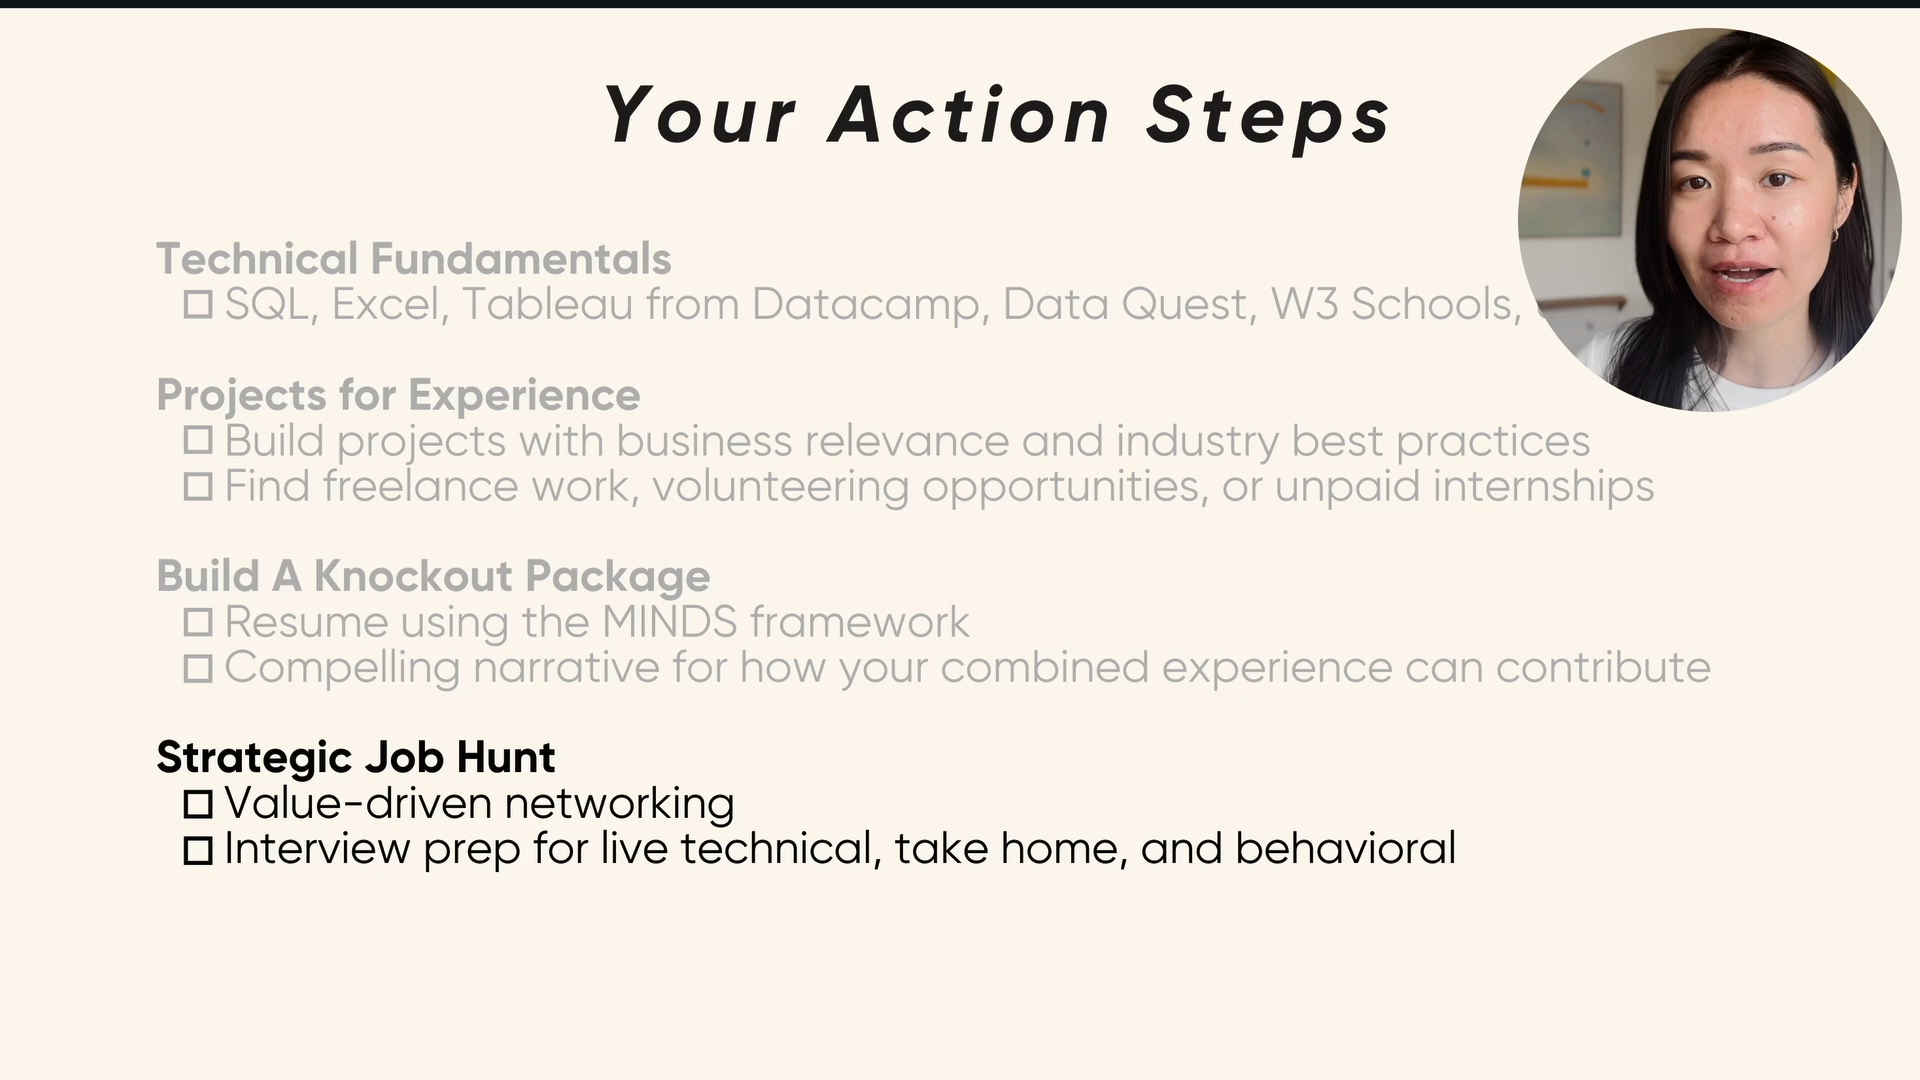 Your Action Steps
Technical Fundamentals
SQL, Excel, Tableau from Datacamp, Data Quest, W3 Schools,
Projects for Experience
Build projects with business relevance and industry best practices
Find freelance work, volunteering opportunities, or unpaid internships
Build A Knockout Package
Resume using the MINDS framework
Compelling narrative for how your combined experience can contribute
Strategic Job Hunt
Value-driven networking
Interview prep for live technical, take home, and behavioral